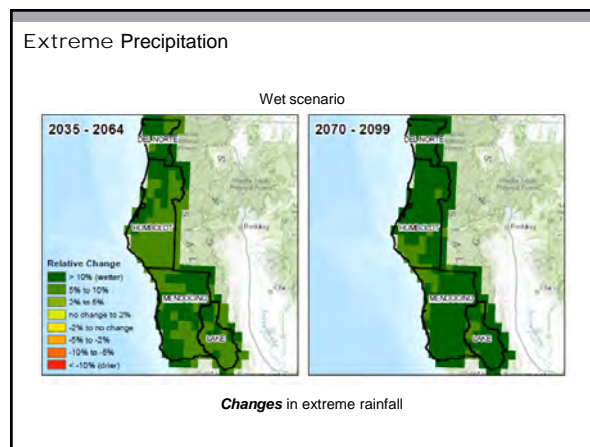 Extreme Precipitation
Wet scenario
2035 - 2064
DEL NORTE
HUMBOLDT
Redding
Relative Change
> 10% (wetter)
5% to 10%
2% to 5%
no change to 2%
-2% to no change
-5% to -2%
-10% to -5%
< -10% (drier)
MENDOCINO
LAKE
2070 - 2099
DEL NORTE
HUMBOLDT
Redding
MENDOCINO
LAKE
Changes in extreme rainfall